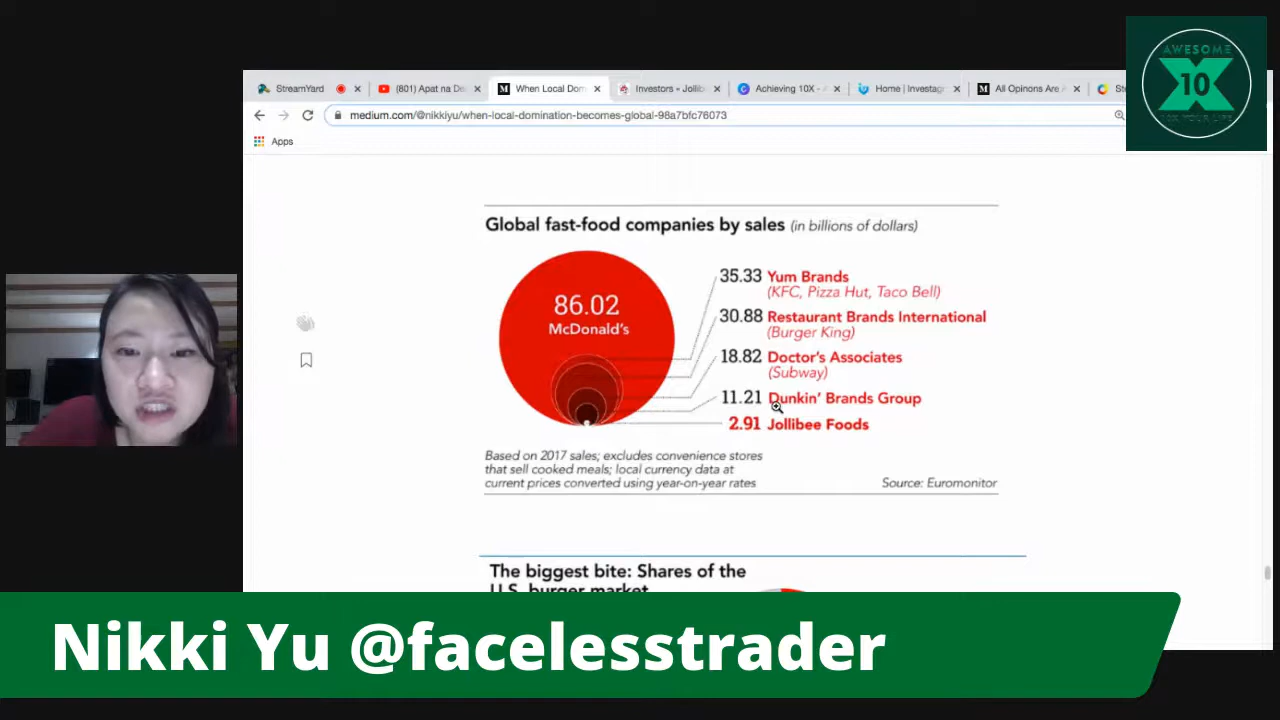 AWESOME
10
X
10X YOUR LIFE
StreamYard
(801) Apat na De
When Local Dom
Investors – Jollib
Achieving 10X - A
Home | Investag
All Opinons Are A
medium.com/@nikkiyu/when-local-domination-becomes-global-98a7bfc76073
Apps
Global fast-food companies by sales (in billions of dollars)
86.02
McDonald's
35.33 Yum Brands
(KFC, Pizza Hut, Taco Bell)
30.88 Restaurant Brands International
(Burger King)
18.82 Doctor's Associates
(Subway)
11.21 Dunkin' Brands Group
2.91 Jollibee Foods
Based on 2017 sales; excludes convenience stores
that sell cooked meals; local currency data at
current prices converted using year-on-year rates
Source: Euromonitor
The biggest bite: Shares of the
U.S. burger market
Nikki Yu @facelesstrader